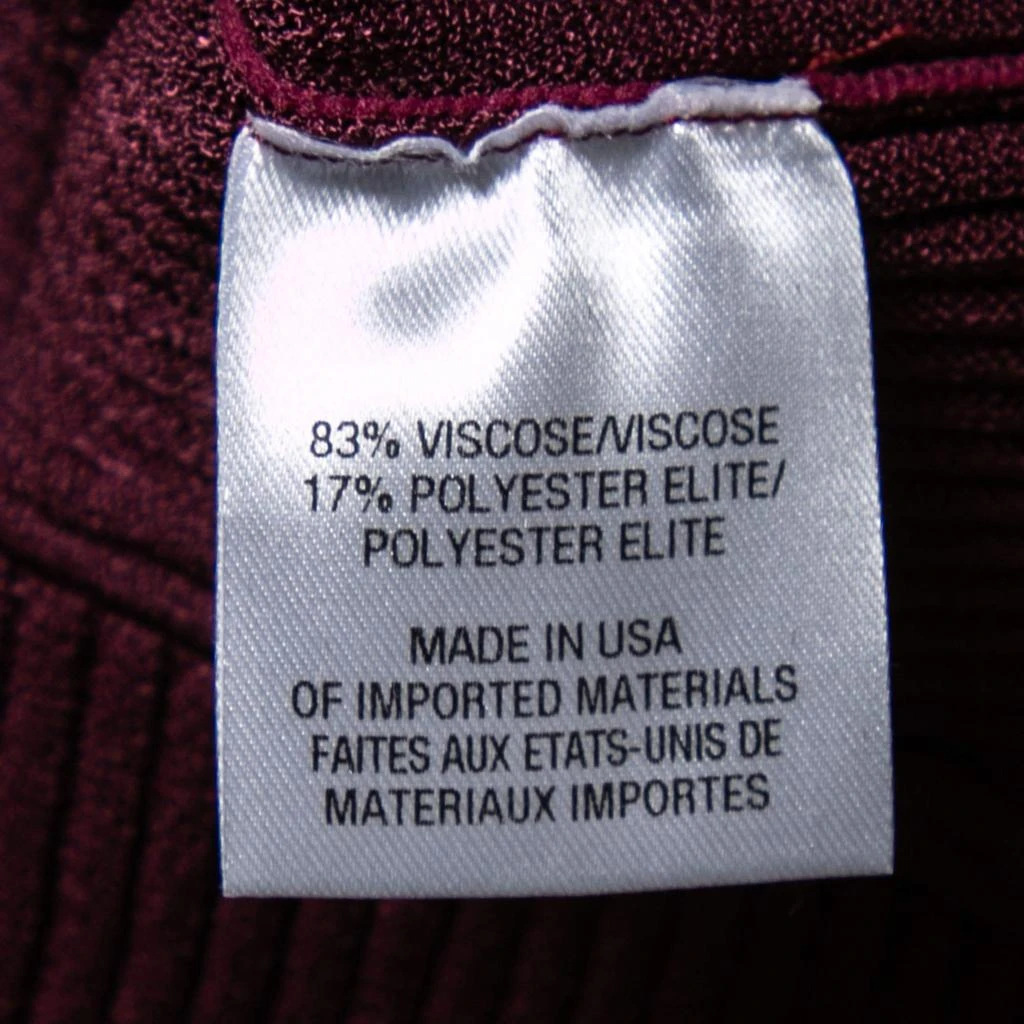 83% VISCOSE/VISCOSE
17% POLYESTER ELITE/
POLYESTER ELITE
MADE IN USA
OF IMPORTED MATERIALS
FAITES AUX ETATS-UNIS DE
MATERIAUX IMPORTES